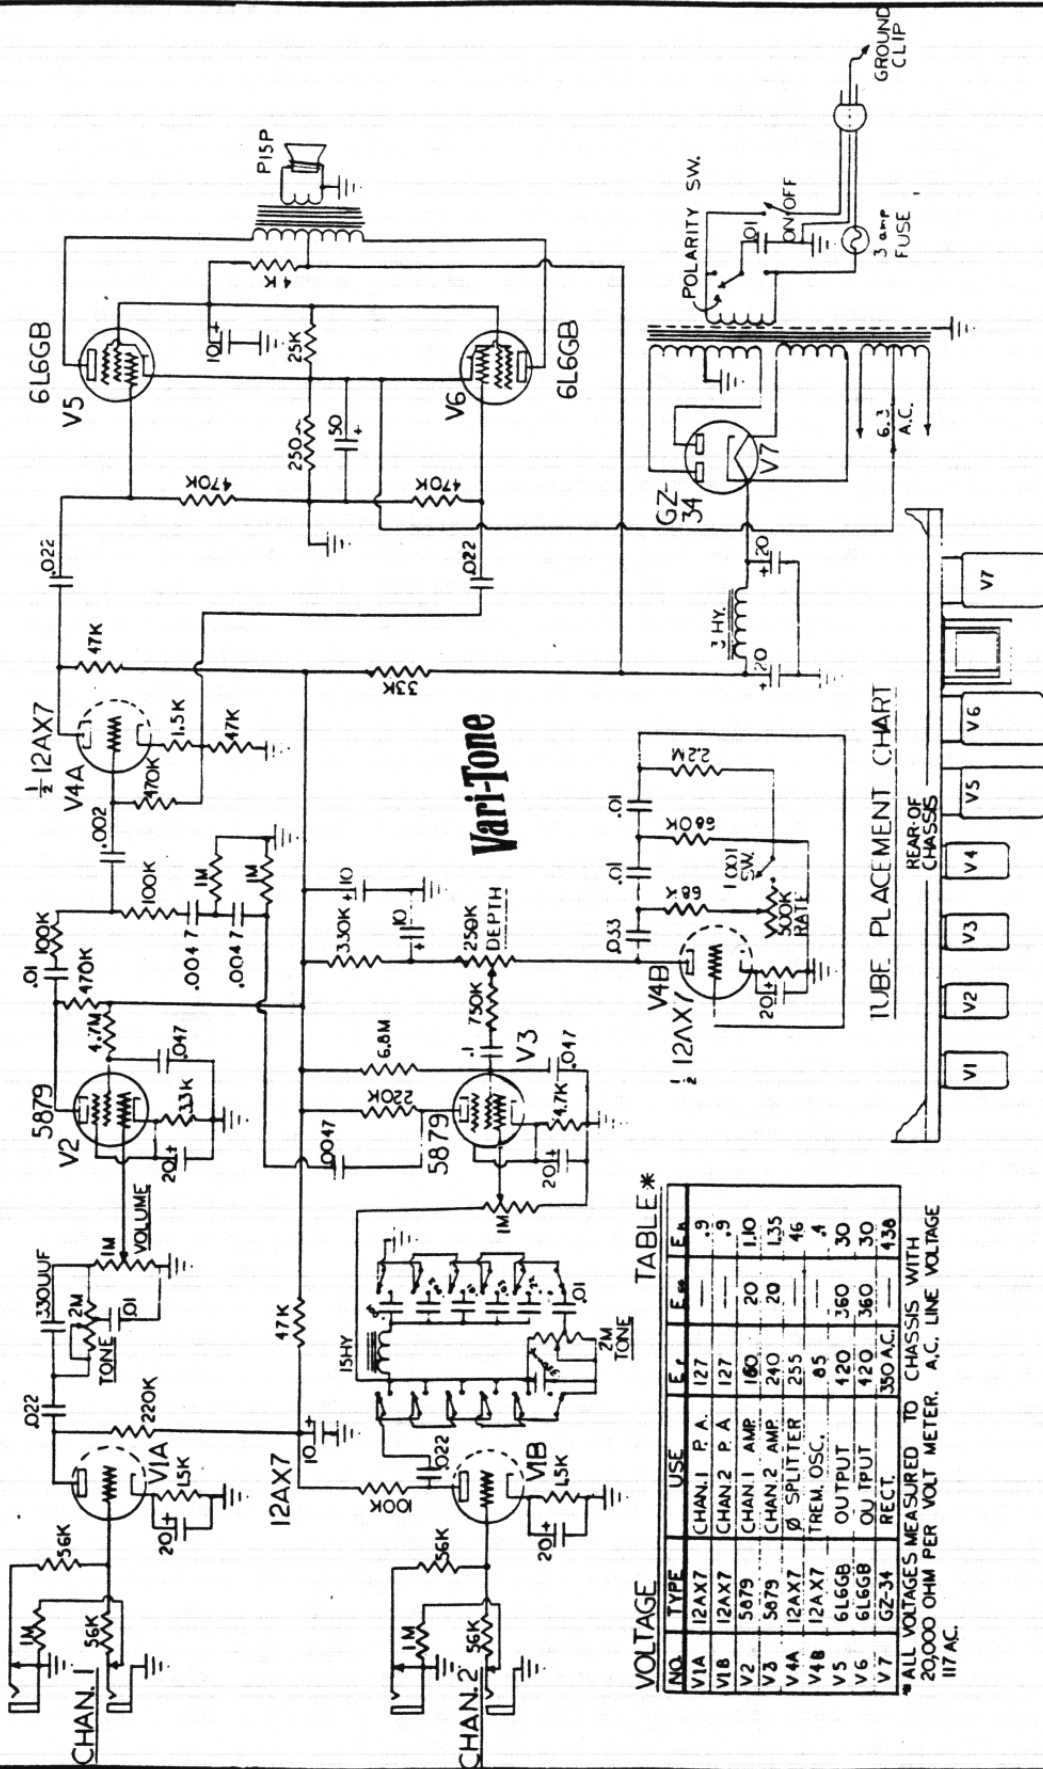 CHAN. 1
1M
56K
56K
20+
1.5K
V1A
220K
.022
330UUF
2M
.01
TONE
1M
VOLUME
5879
V2
20+
3.3K
.047
4.7M
470K
.01
100K
100K
.0047
.0047
1M
1M
.002
½ 12AX7
V4A
470K
1.5K
47K
47K
.022
.022
6L6GB
V5
470K
470K
250
50
+
25K
10+
4K
P15P
V6
6L6GB
CHAN. 2
1M
56K
56K
20+
1.5K
V1B
12AX7
100K
.022
10+
47K
15HY
.01
2M
TONE
1M
5879
V3
20+
4.7K
.047
220K
.0047
6.8M
.1
750K
250K
DEPTH
330K
+10
+10
33K
Vari-Tone
½ 12AX7
V4B
20+
.033
.01
.01
68K
680K
2.2M
500K
RATE
SW.
3 HY.
+20
+20
GZ-
34
V7
6.3
A.C.
POLARITY SW.
.01
ON-OFF
3 amp
FUSE
GROUND
CLIP
VOLTAGE TABLE*
NO. TYPE USE
V1A 12AX7 CHAN.1 P. A. 127 — .9
V1B 12AX7 CHAN.2 P. A 127 — .9
V2 5879 CHAN.1 AMP. 160 20 1.10
V3 5879 CHAN.2 AMP. 240 20 1.35
V4A 12AX7 Ø SPLITTER 255 — 46
V4B 12AX7 TREM. OSC. 85 — .4
V5 6L6GB OUTPUT 420 360 30
V6 6L6GB OUTPUT 420 360 30
V7 GZ-34 RECT. 350 A.C. — 438
*ALL VOLTAGES MEASURED TO CHASSIS WITH
20,000 OHM PER VOLT METER. A.C. LINE VOLTAGE
117 A.C.
TUBE PLACEMENT CHART
REAR OF
CHASSIS
V1
V2
V3
V4
V5
V6
V7